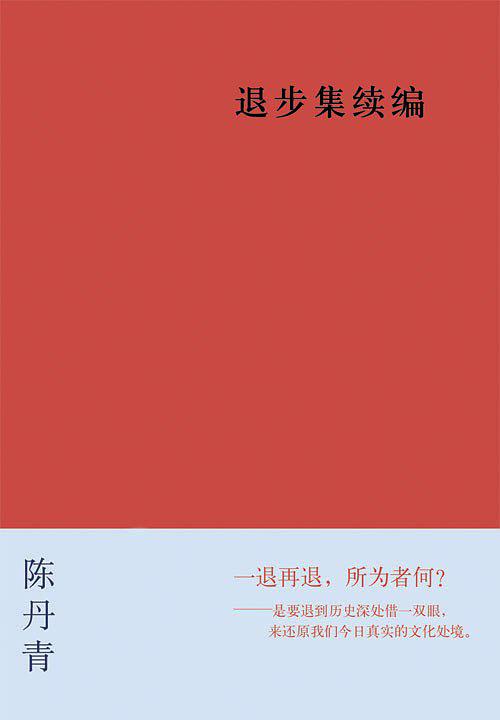 退步集续编
陈丹青
一退再退，所为者何？
——是要退到历史深处借一双眼，
来还原我们今日真实的文化处境。